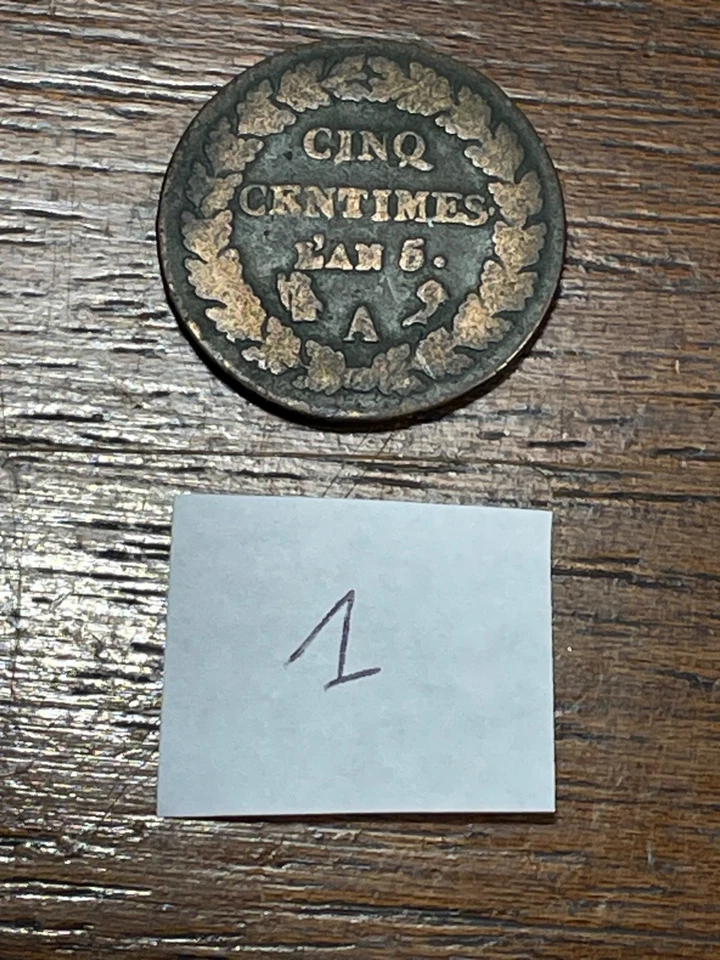 CINQ
CENTIMES.
L'AN 5.
A
1